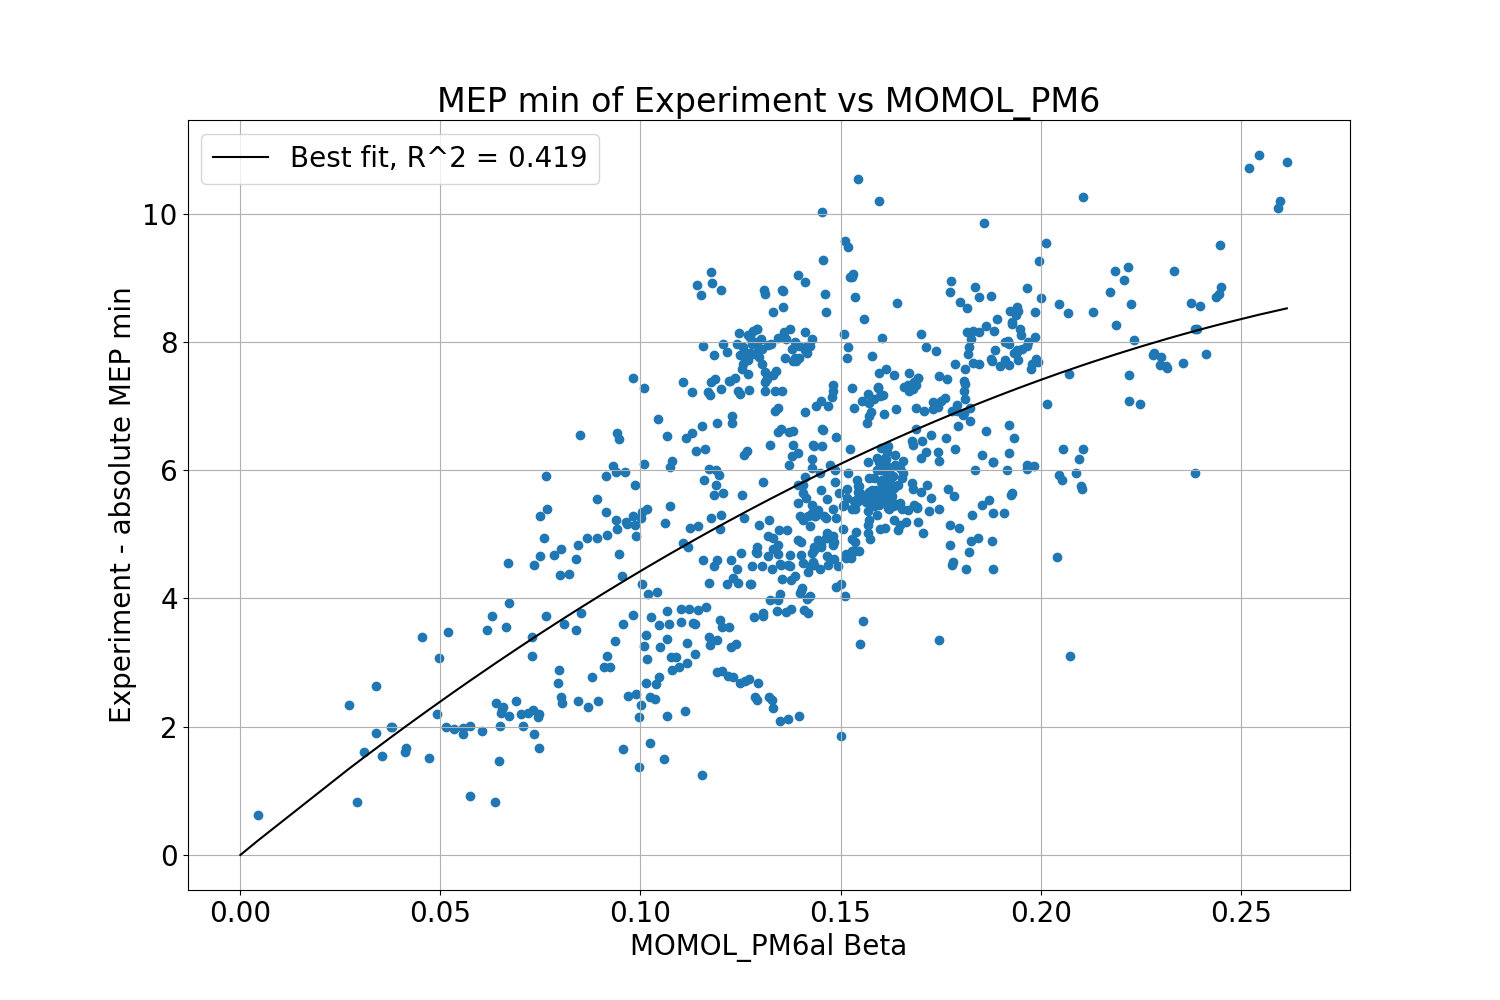 MEP min of Experiment vs MOMOL_PM6
Best fit, R^2 = 0.419
Experiment - absolute MEP min
10
8
6
4
2
0
0.00 0.05 0.10 0.15 0.20 0.25
MOMOL_PM6al Beta